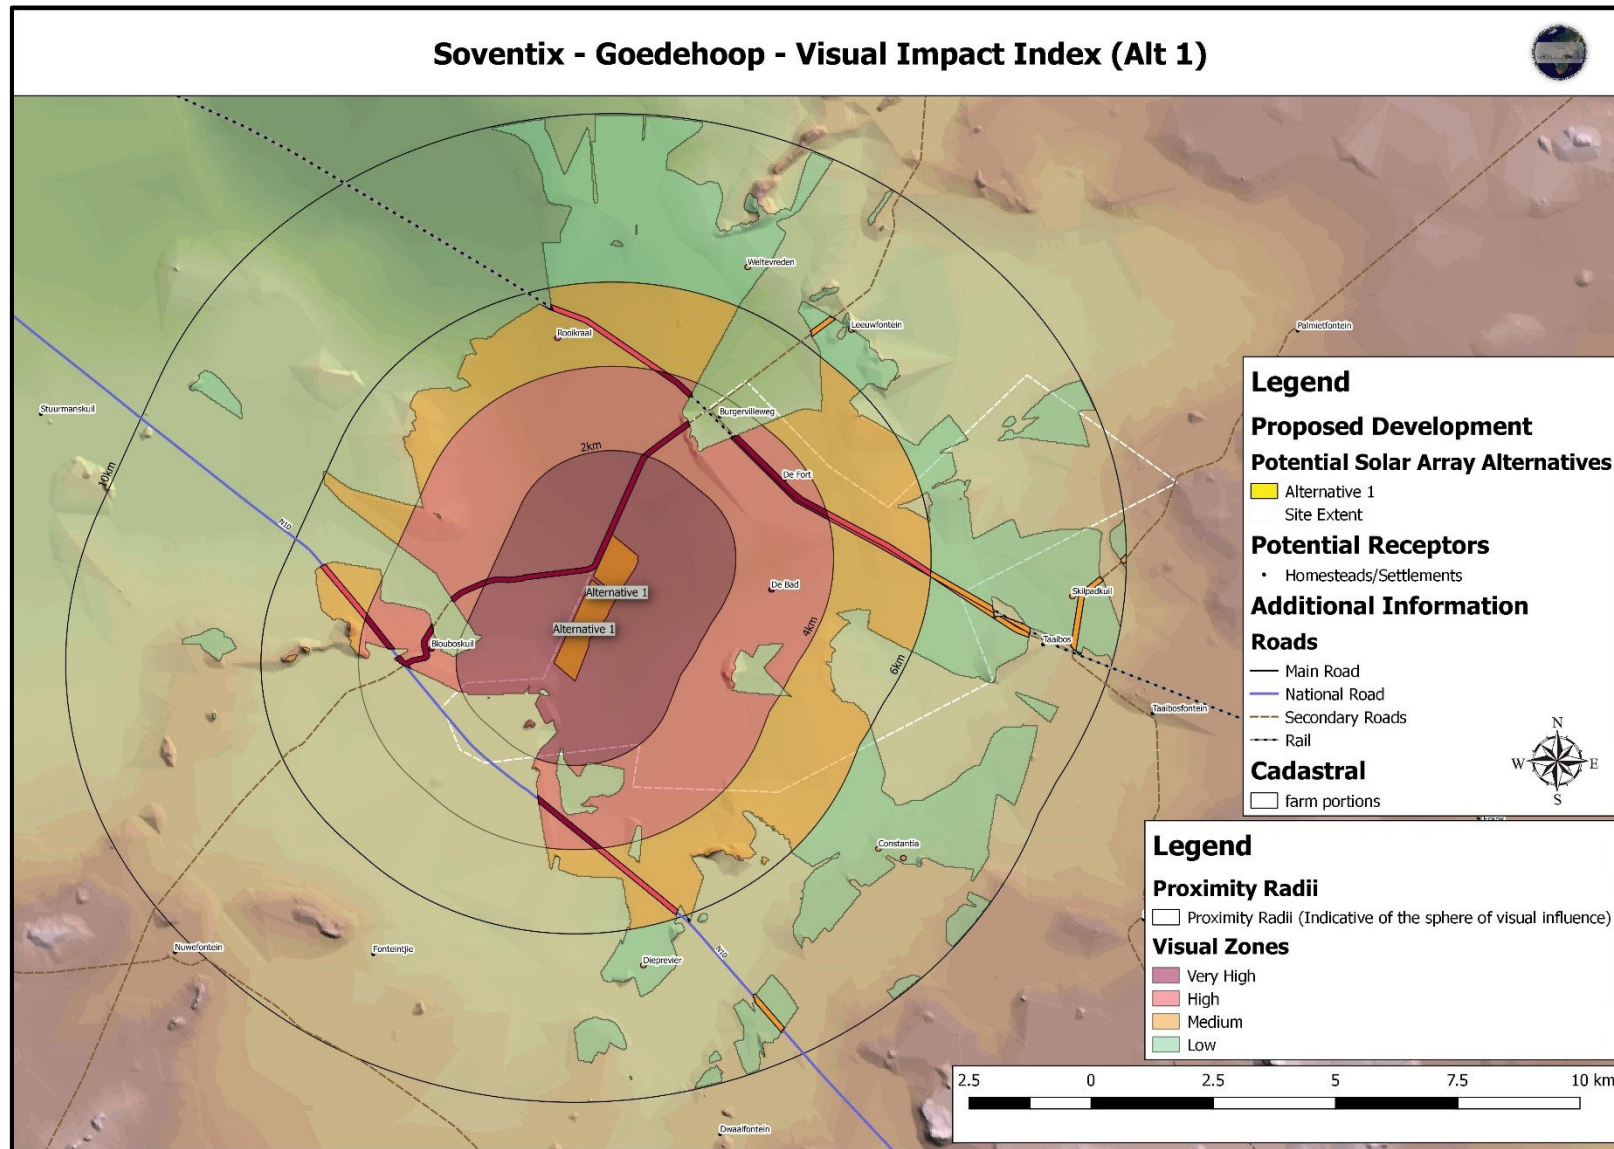 Soventix - Goedehoop - Visual Impact Index (Alt 1)
Weltevreden
Leeuwfontein
Palmietfontein
Rooikraal
Stuurmanskuil
Burgervilleweg
2km
10km
De Fort
N10
De Bad
Alternative 1
Skilpadkuil
Alternative 1
4km
Blouboskuil
Taaibos
6km
Taaibosfontein
Constantia
Nuwefontein
Fonteintjie
Dieprevier
N10
Dwaalfontein
Legend
Proposed Development
Potential Solar Array Alternatives
Alternative 1
Site Extent
Potential Receptors
Homesteads/Settlements
Additional Information
Roads
Main Road
National Road
Secondary Roads
Rail
Cadastral
farm portions
N
W E
S
Legend
Proximity Radii
Proximity Radii (Indicative of the sphere of visual influence)
Visual Zones
Very High
High
Medium
Low
2.5 0 2.5 5 7.5 10 km